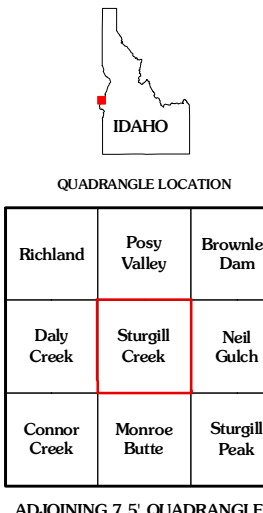 IDAHO
QUADRANGLE LOCATION
Richland
Posy
Valley
Brownle
Dam
Daly
Creek
Sturgill
Creek
Neil
Gulch
Connor
Creek
Monroe
Butte
Sturgill
Peak
ADJOINING 7.5' QUADRANGLE